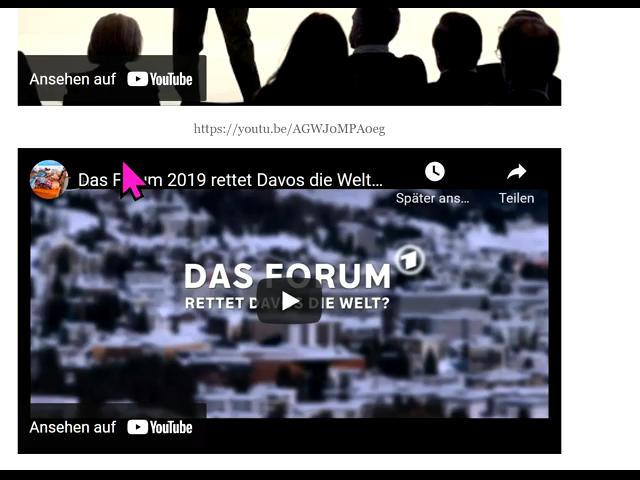 Ansehen auf YouTube
https://youtu.be/AGWJ0MPA0eg
Das Forum 2019 rettet Davos die Welt...
Später ans...
Teilen
DAS FORUM
RETTET DAVOS DIE WELT?
Ansehen auf YouTube